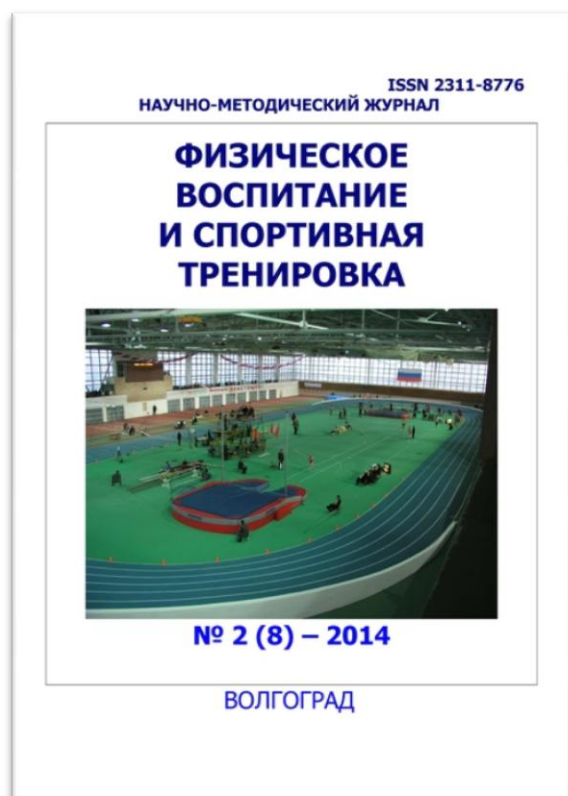 ISSN 2311-8776
НАУЧНО-МЕТОДИЧЕСКИЙ ЖУРНАЛ
ФИЗИЧЕСКОЕ
ВОСПИТАНИЕ
И СПОРТИВНАЯ
ТРЕНИРОВКА
№ 2 (8) – 2014
ВОЛГОГРАД